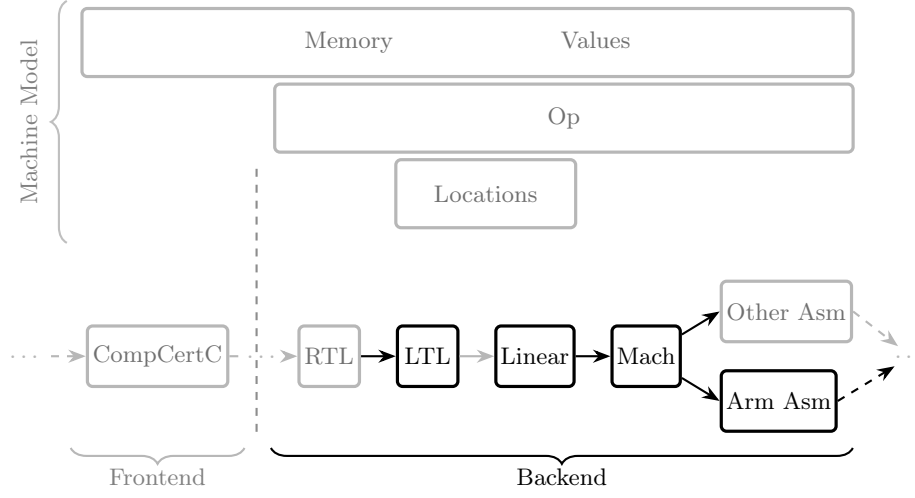 Machine Model
Memory Values
Op
Locations
Other Asm
CompCertC RTL LTL Linear Mach
Arm Asm
Frontend Backend